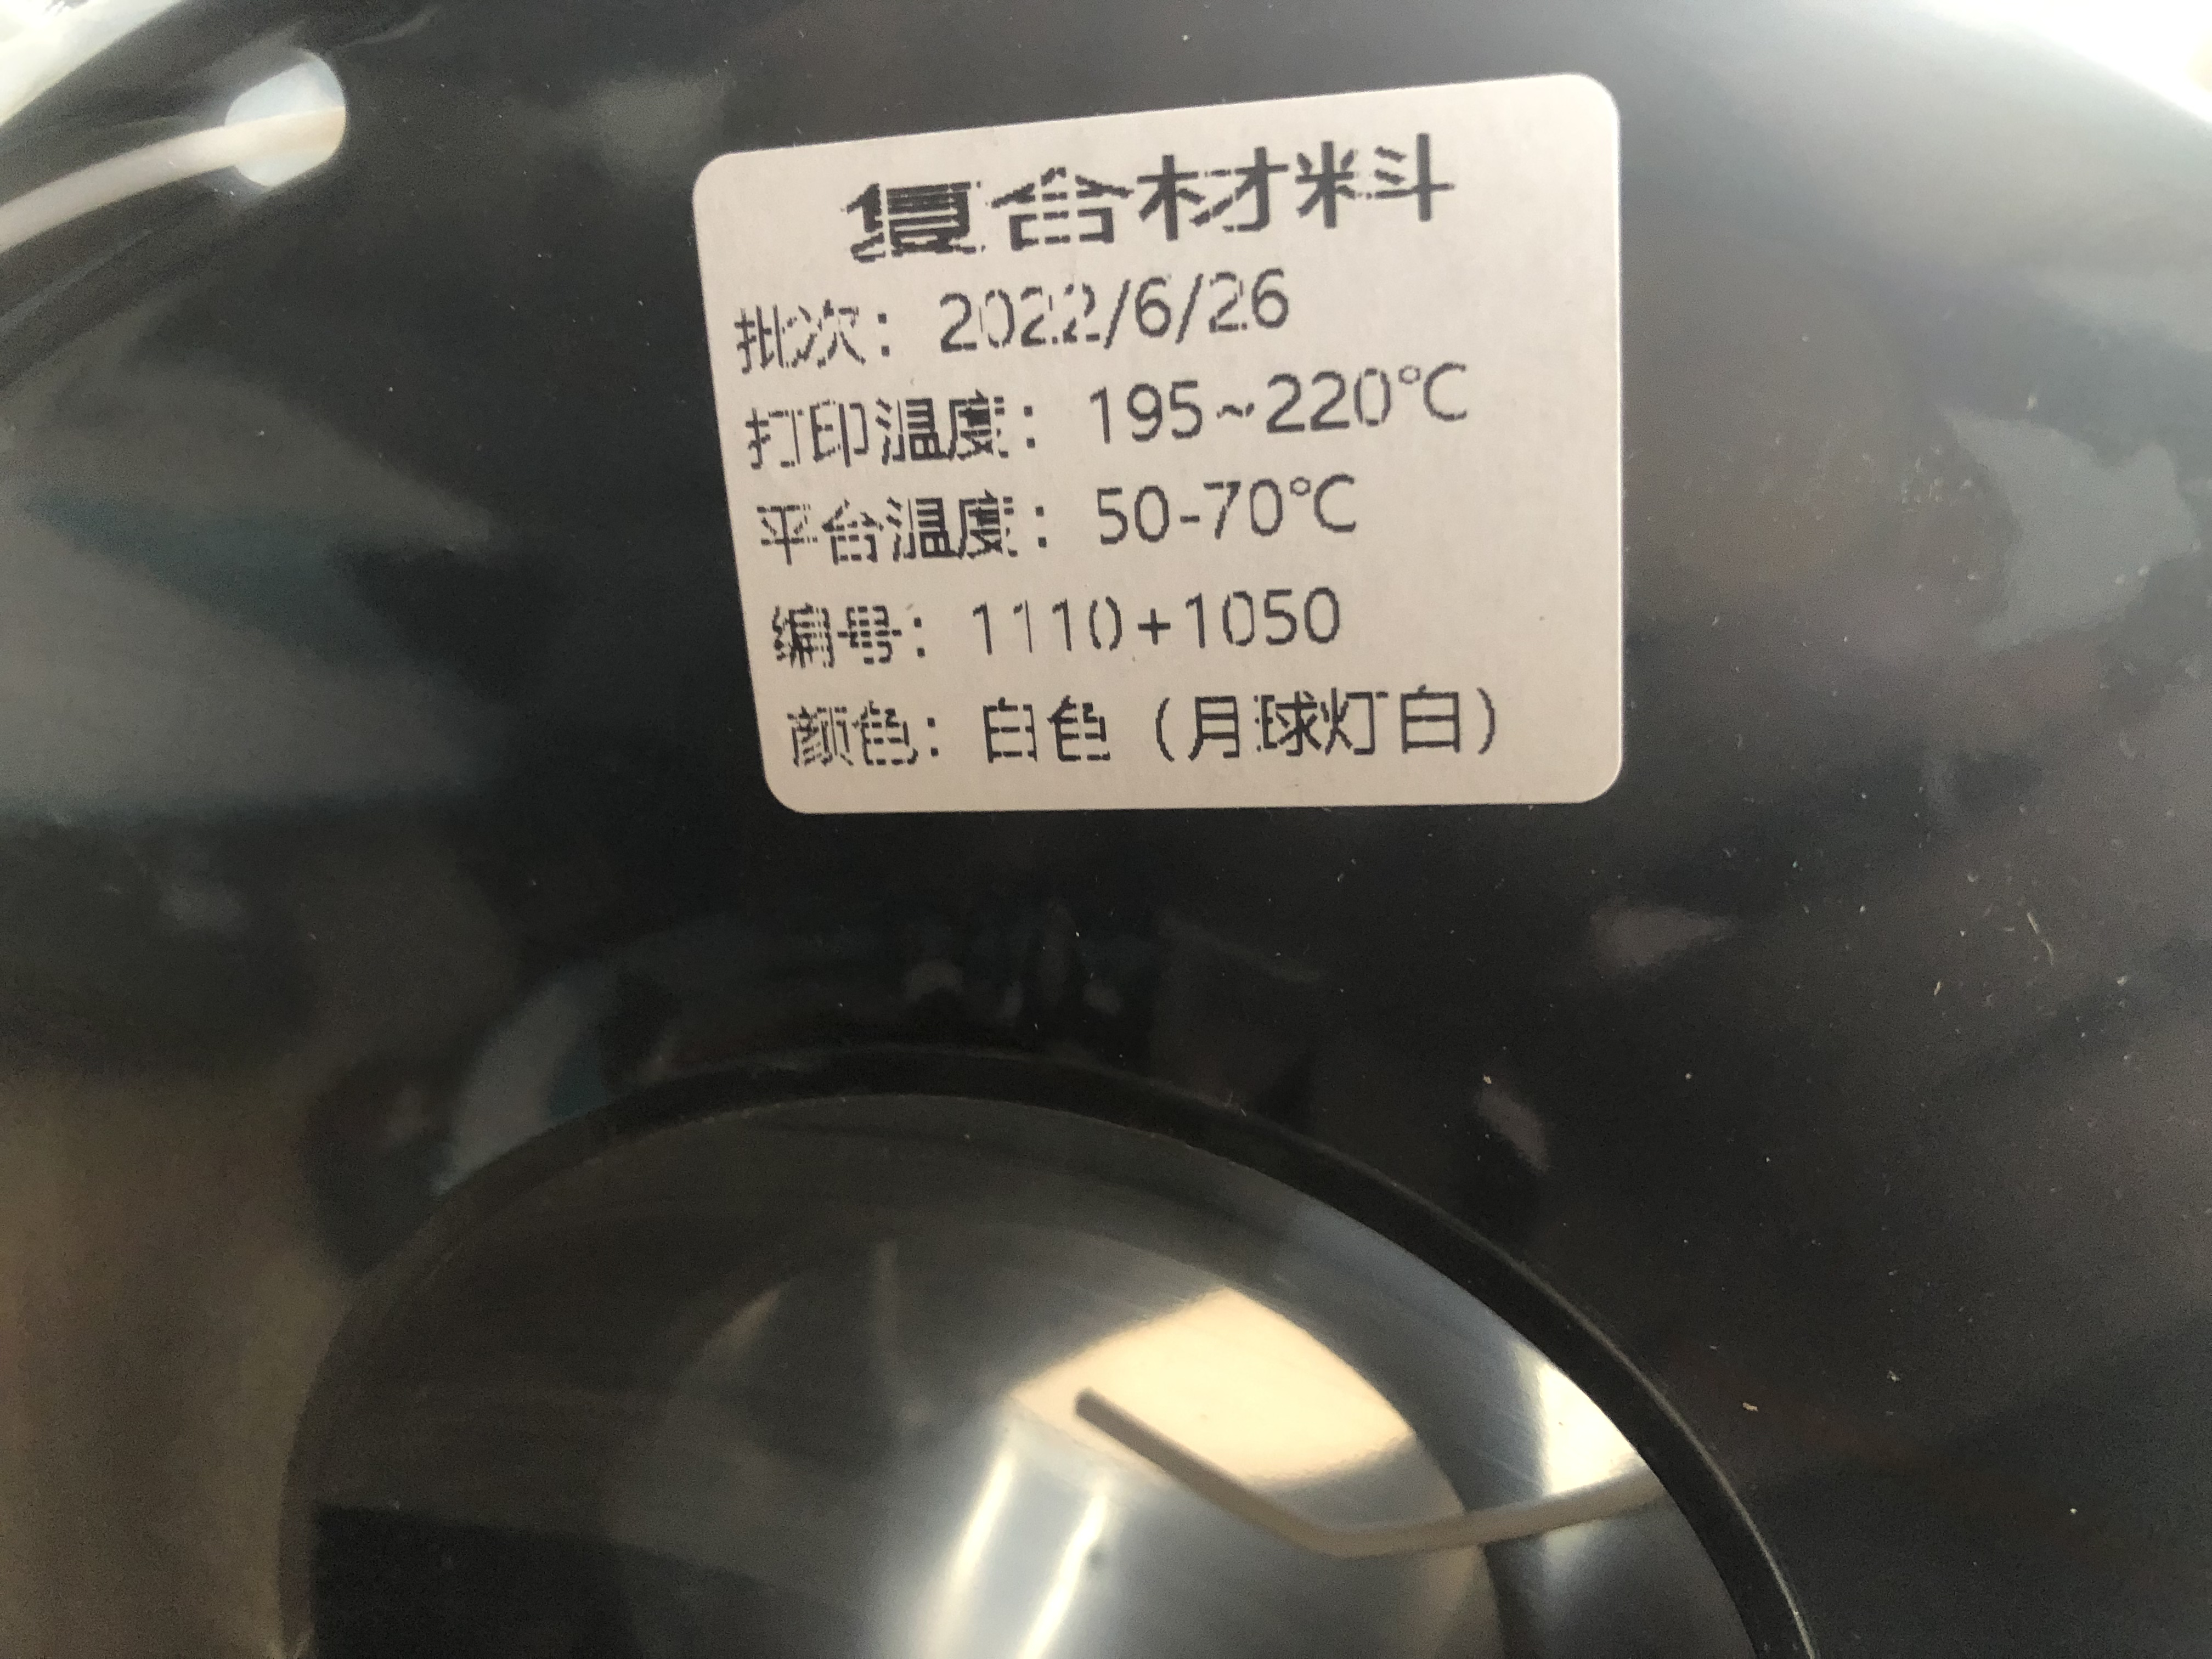 复合材料
批次：2022/6/26
打印温度：195~220℃
平台温度：50-70℃
编号：1110+1050
颜色：白色（月球灯白）